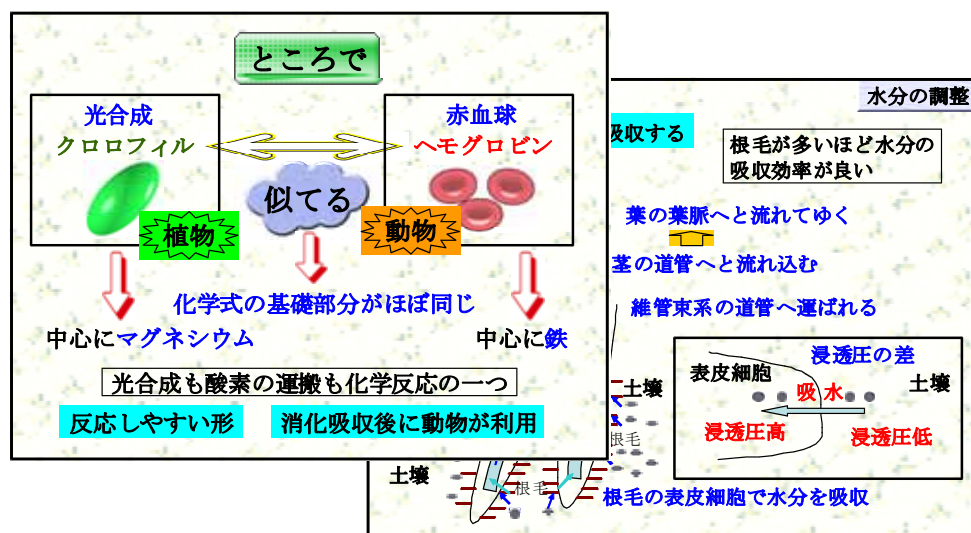 ところで
光合成
クロロフィル
赤血球
ヘモグロビン
似てる
植物
動物
化学式の基礎部分がほぼ同じ
中心にマグネシウム
中心に鉄
光合成も酸素の運搬も化学反応の一つ
反応しやすい形
消化吸収後に動物が利用
水分の調整
吸収する
根毛が多いほど水分の
吸収効率が良い
葉の葉脈へと流れてゆく
茎の道管へと流れ込む
維管束系の道管へ運ばれる
浸透圧の差
表皮細胞
土壌
吸水
浸透圧高
浸透圧低
土壌
根毛
土壌
根毛
根毛の表皮細胞で水分を吸収